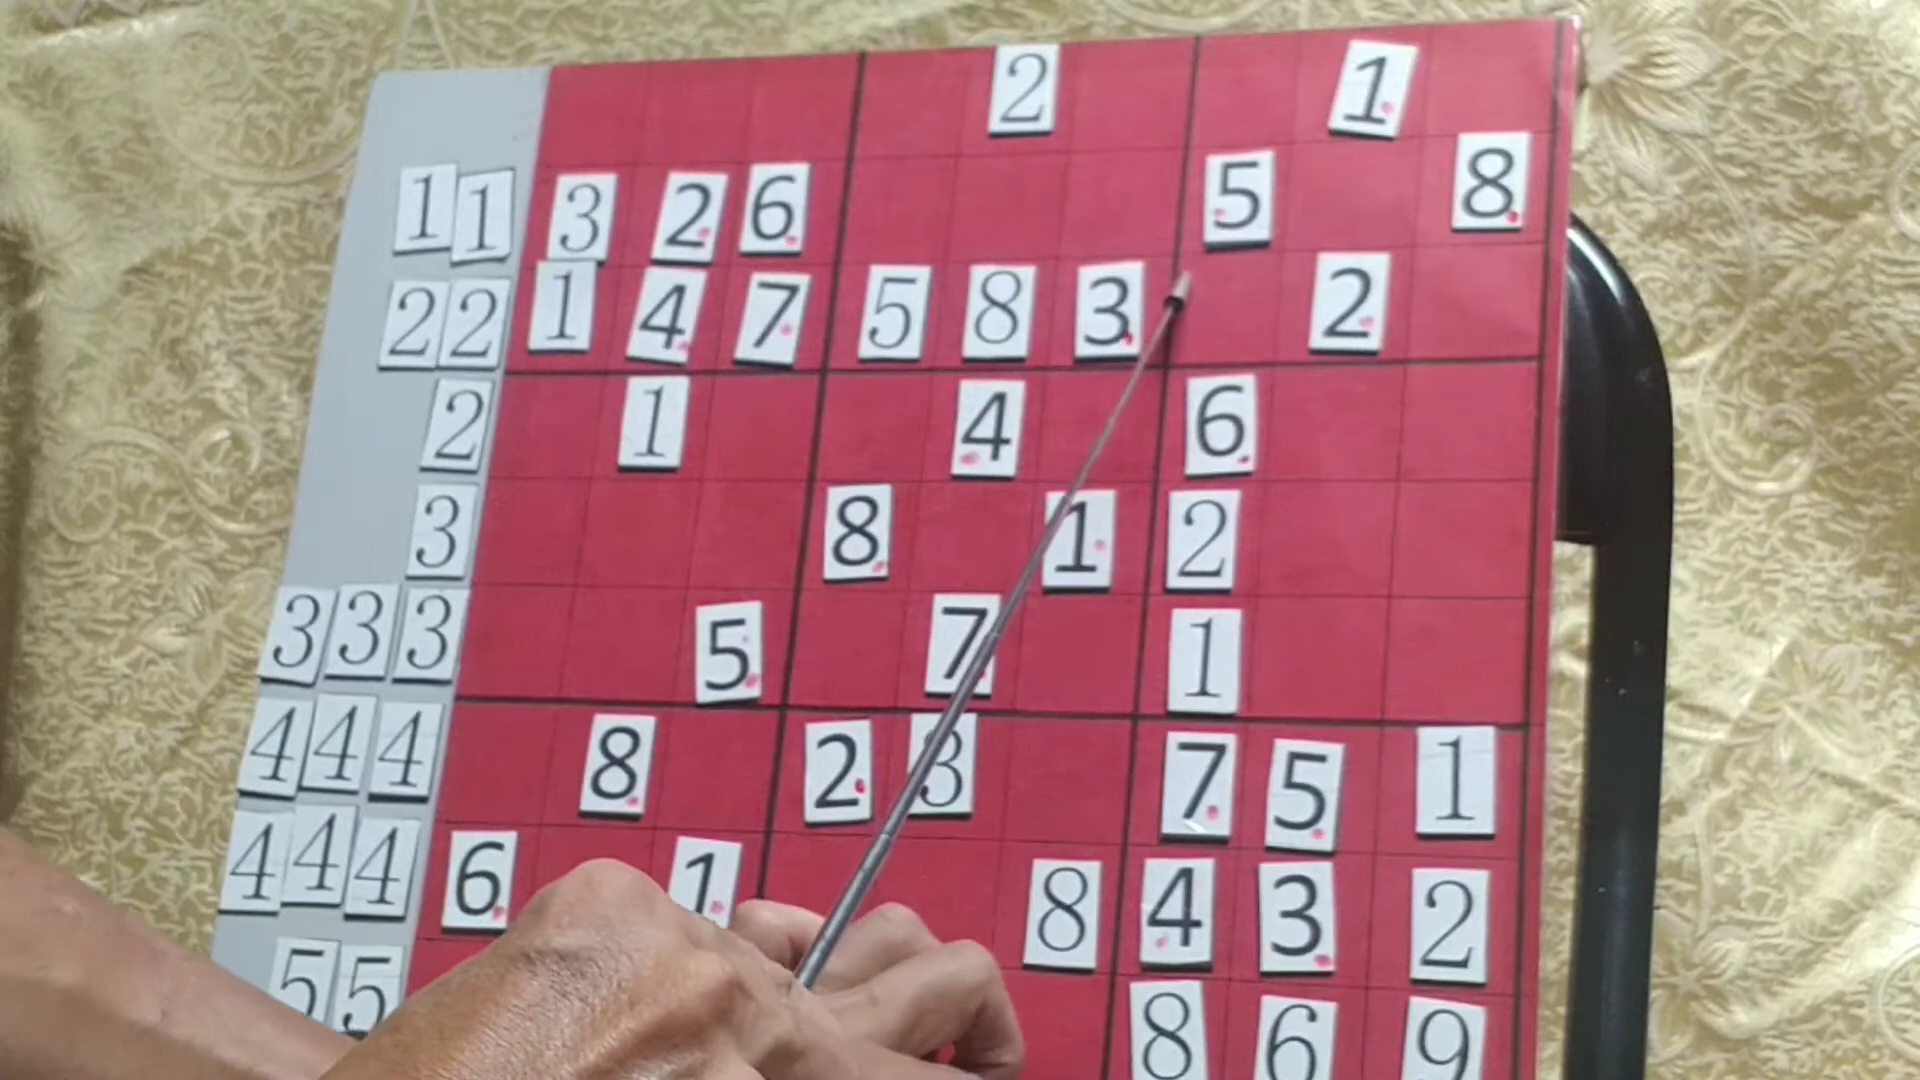 2 1
1 1 3 2 6 5 8
2 2 1 4 7 5 8 3 2
2 1 4 6
3 8 1 2
3 3 3 5 7 1
4 4 4 8 2 3 7 5 1
4 4 4 6 1 8 4 3 2
5 5 8 6 9